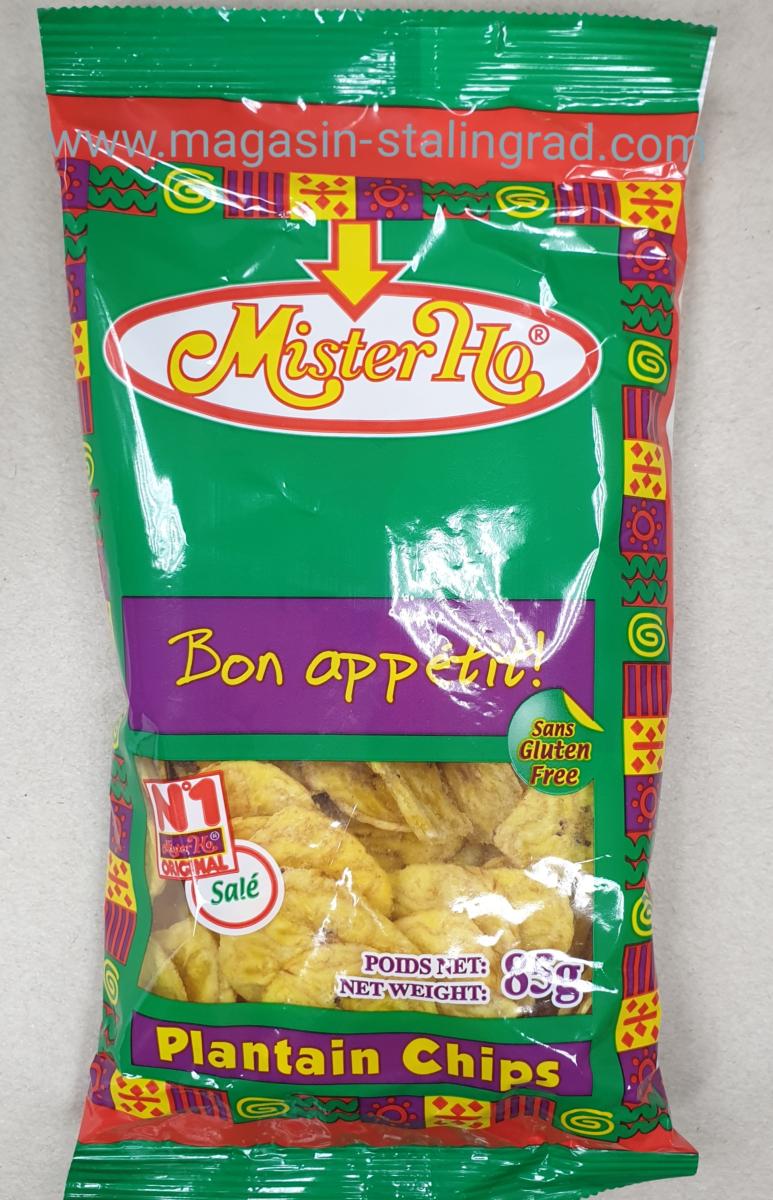 www.magasin-stalingrad.com
Mister Ho®
Bon appétit!
Sans
Gluten
Free
N°1
Mister Ho®
ORIGINAL
Salé
POIDS NET:
NET WEIGHT: 85g
Plantain Chips